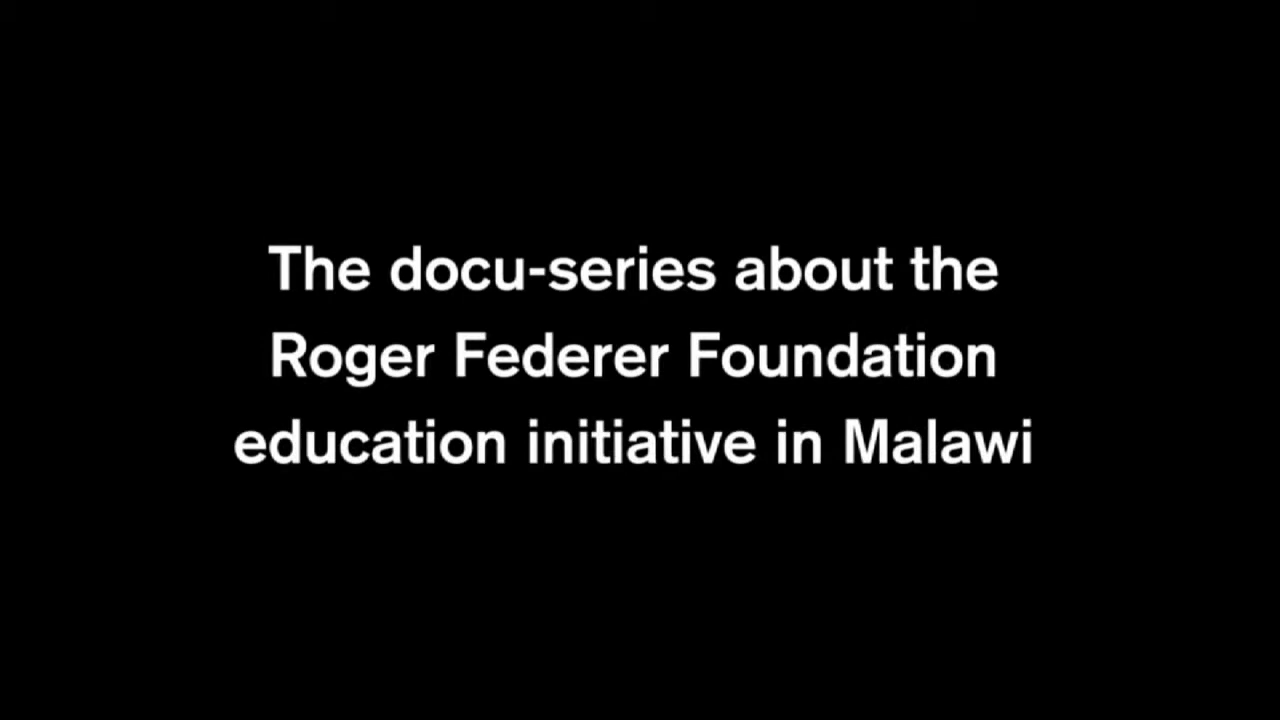 The docu-series about the
Roger Federer Foundation
education initiative in Malawi